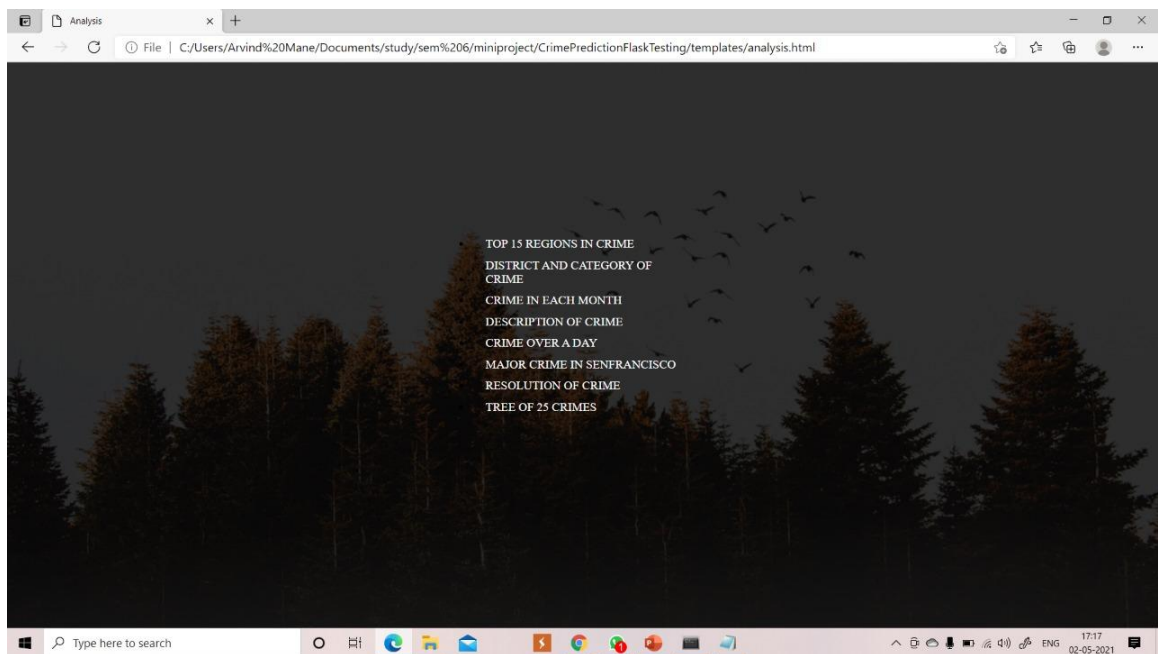 Analysis
File | C:/Users/Arvind%20Mane/Documents/study/sem%206/miniproject/CrimePredictionFlaskTesting/templates/analysis.html
TOP 15 REGIONS IN CRIME
DISTRICT AND CATEGORY OF
CRIME
CRIME IN EACH MONTH
DESCRIPTION OF CRIME
CRIME OVER A DAY
MAJOR CRIME IN SENFRANCISCO
RESOLUTION OF CRIME
TREE OF 25 CRIMES
Type here to search
ENG
17:17
02-05-2021